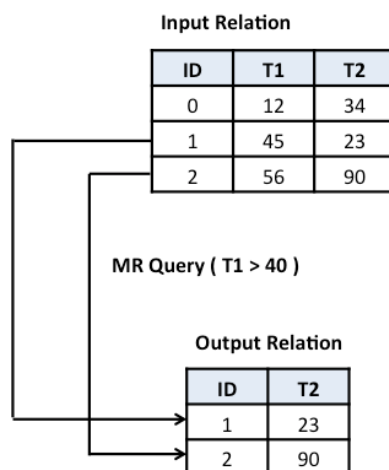 Input Relation
ID T1 T2
0 12 34
1 45 23
2 56 90
MR Query ( T1 > 40 )
Output Relation
ID T2
1 23
2 90